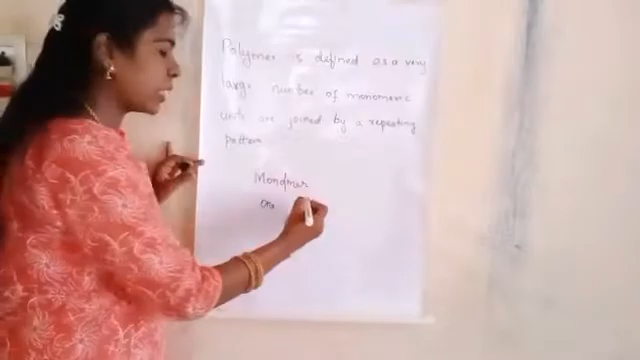 Polymer is defined as a very
large number of monomeric
units are joined by a repeating
pattern
Monomer